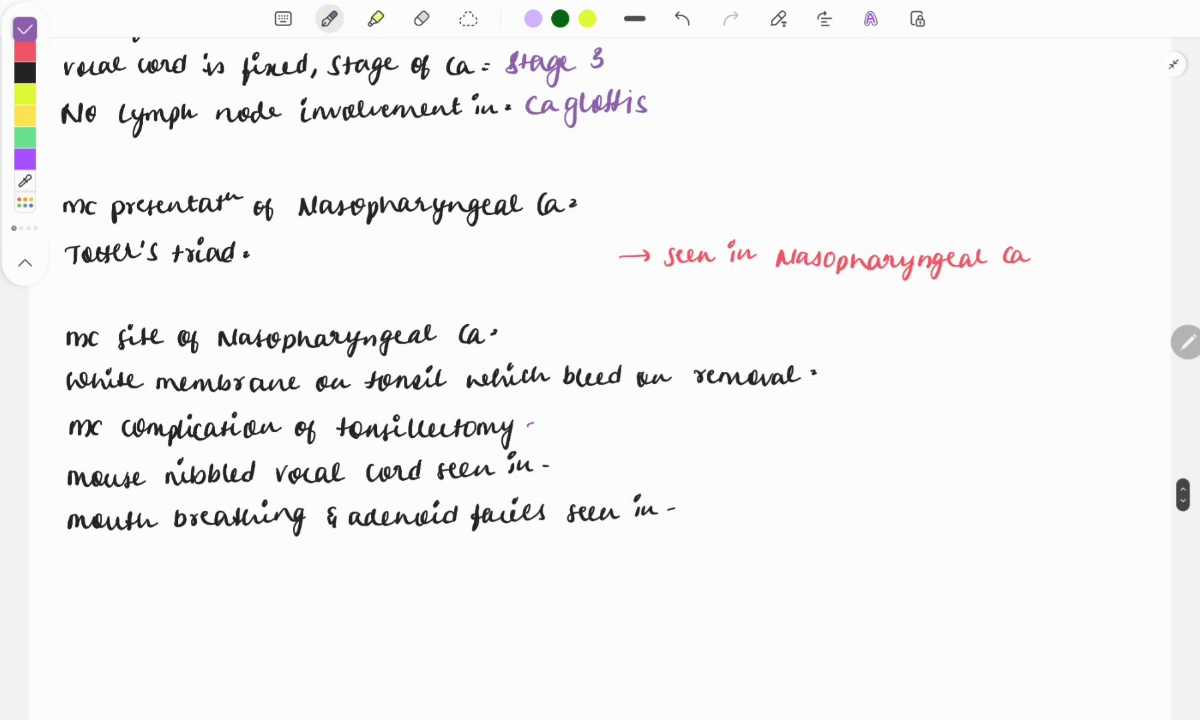 vocal cord is fixed, stage of ca = stage 3
No lymph node involvement in = ca glottis
mc presentatn of Nasopharyngeal Ca =
Totter's triad = → seen in Nasopharyngeal ca
mc site of Nasopharyngeal Ca =
white membrane on tonsil which bleed on removal =
mc complication of tonsillectomy -
mouse nibbled vocal cord seen in -
mouth breathing & adenoid facies seen in -